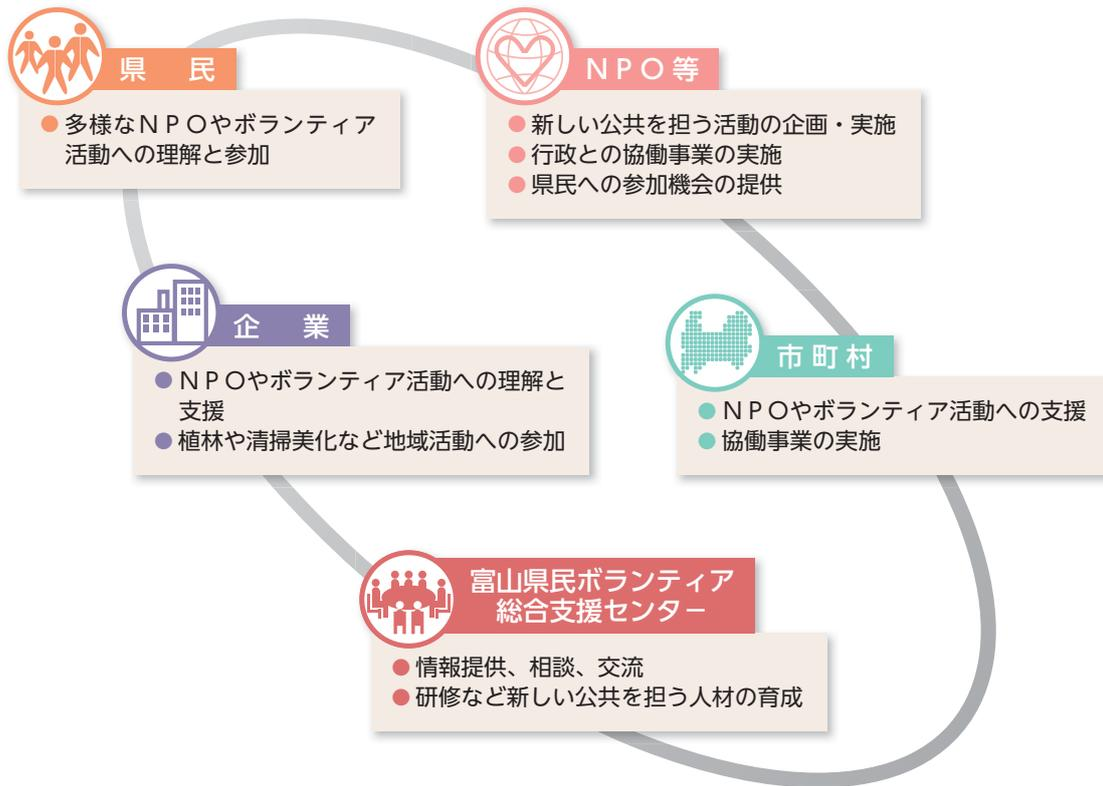 県　民
●多様なＮＰＯやボランティア
活動への理解と参加
ＮＰＯ等
●新しい公共を担う活動の企画・実施
●行政との協働事業の実施
●県民への参加機会の提供
企　業
●ＮＰＯやボランティア活動への理解と
支援
●植林や清掃美化など地域活動への参加
市町村
●ＮＰＯやボランティア活動への支援
●協働事業の実施
富山県民ボランティア
総合支援センター
●情報提供、相談、交流
●研修など新しい公共を担う人材の育成